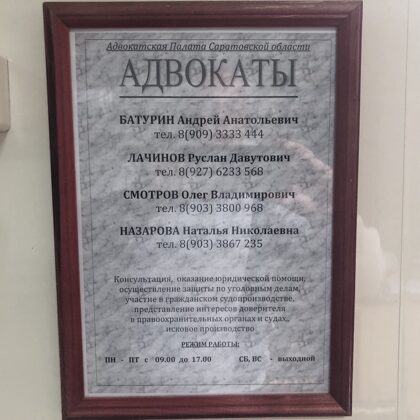 Адвокатская Палата Саратовской области
АДВОКАТЫ
БАТУРИН Андрей Анатольевич
тел. 8(909) 3333 444
ЛАЧИНОВ Руслан Давутович
тел. 8(927) 6233 568
СМОТРОВ Олег Владимирович
тел. 8(903) 3800 968
НАЗАРОВА Наталья Николаевна
тел. 8(903) 3867 235
Консультация, оказание юридической помощи,
осуществление защиты по уголовным делам,
участие в гражданском судопроизводстве,
представление интересов доверителя
в правоохранительных органах и судах,
исковое производство
РЕЖИМ РАБОТЫ:
ПН - ПТ с 09.00 до 17.00 СБ, ВС - выходной